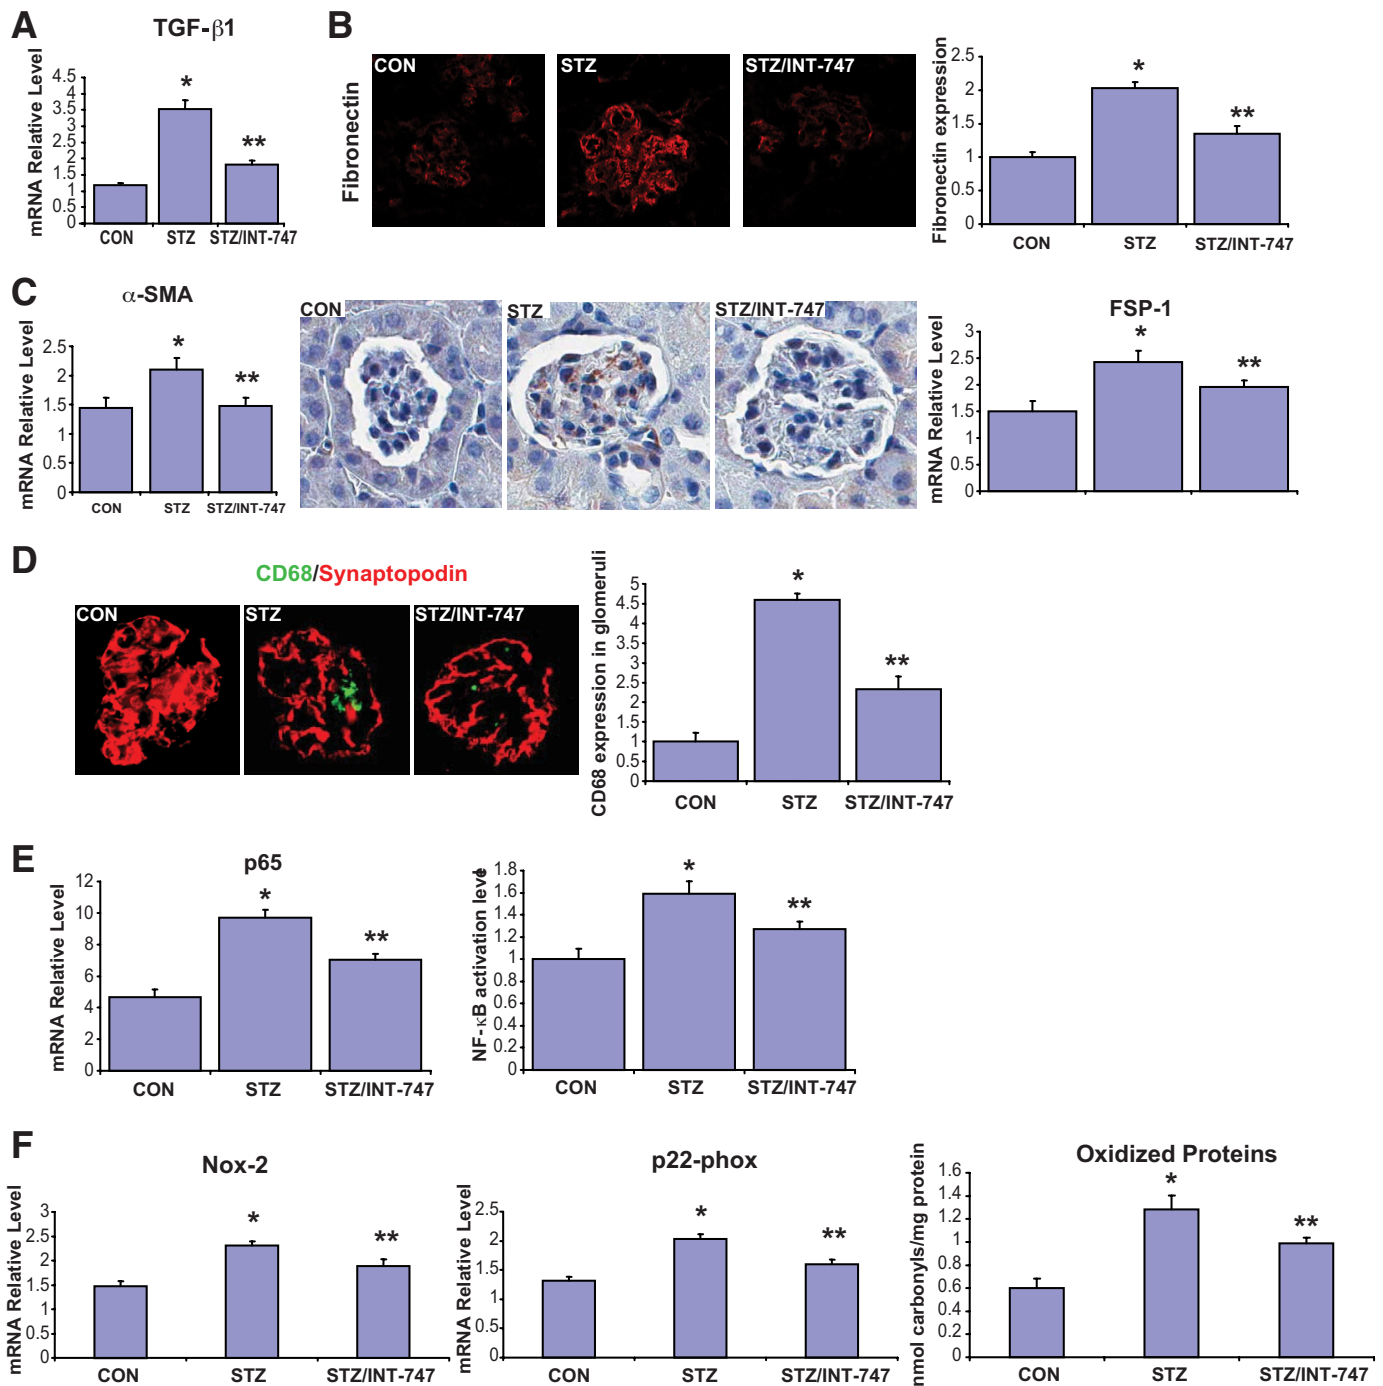 A
TGF-β1
mRNA Relative Level
4.5
4
3.5
3
2.5
2
1.5
1
0.5
0
*
**
CON STZ STZ/INT-747
B
Fibronectin
CON
STZ
STZ/INT-747
Fibronectin expression
2.5
2
1.5
1
0.5
0
*
**
CON STZ STZ/INT-747
C
α-SMA
mRNA Relative Level
2.5
2
1.5
1
0.5
0
*
**
CON STZ STZ/INT-747
CON
STZ
STZ/INT-747
FSP-1
mRNA Relative Level
3
2.5
2
1.5
1
0.5
0
*
**
CON STZ STZ/INT-747
D
CD68/Synaptopodin
CON
STZ
STZ/INT-747
CD68 expression in glomeruli
5
4.5
4
3.5
3
2.5
2
1.5
1
0.5
0
*
**
CON STZ STZ/INT-747
E
p65
mRNA Relative Level
12
10
8
6
4
2
0
*
**
CON STZ STZ/INT-747
NF-κB activation level
1.8
1.6
1.4
1.2
1
0.8
0.6
0.4
0.2
0
*
**
CON STZ STZ/INT-747
F
Nox-2
mRNA Relative Level
3
2.5
2
1.5
1
0.5
0
*
**
CON STZ STZ/INT-747
p22-phox
mRNA Relative Level
2.5
2
1.5
1
0.5
0
*
**
CON STZ STZ/INT-747
Oxidized Proteins
nmol carbonyls/mg protein
1.6
1.4
1.2
1
0.8
0.6
0.4
0.2
0
*
**
CON STZ STZ/INT-747